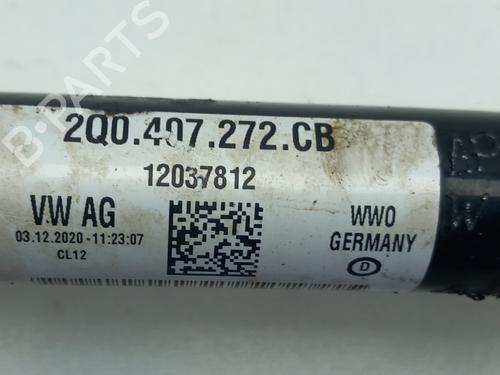 B-PARTS
2Q0.407.272.CB
12037812
VW AG
03.12.2020 -11:23:07
CL12
WWO
GERMANY
D